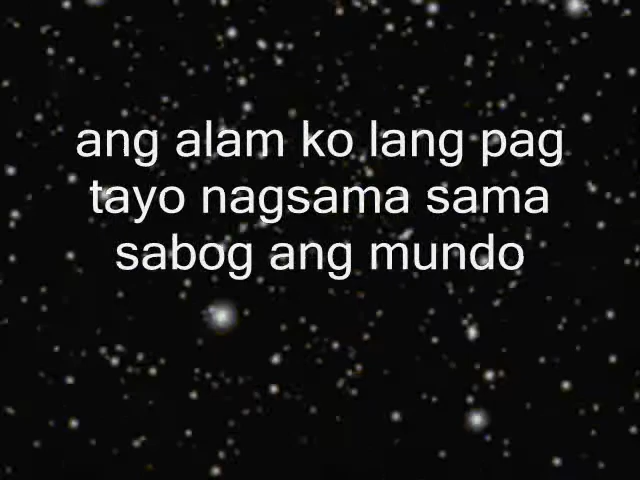 ang alam ko lang pag
tayo nagsama sama
sabog ang mundo